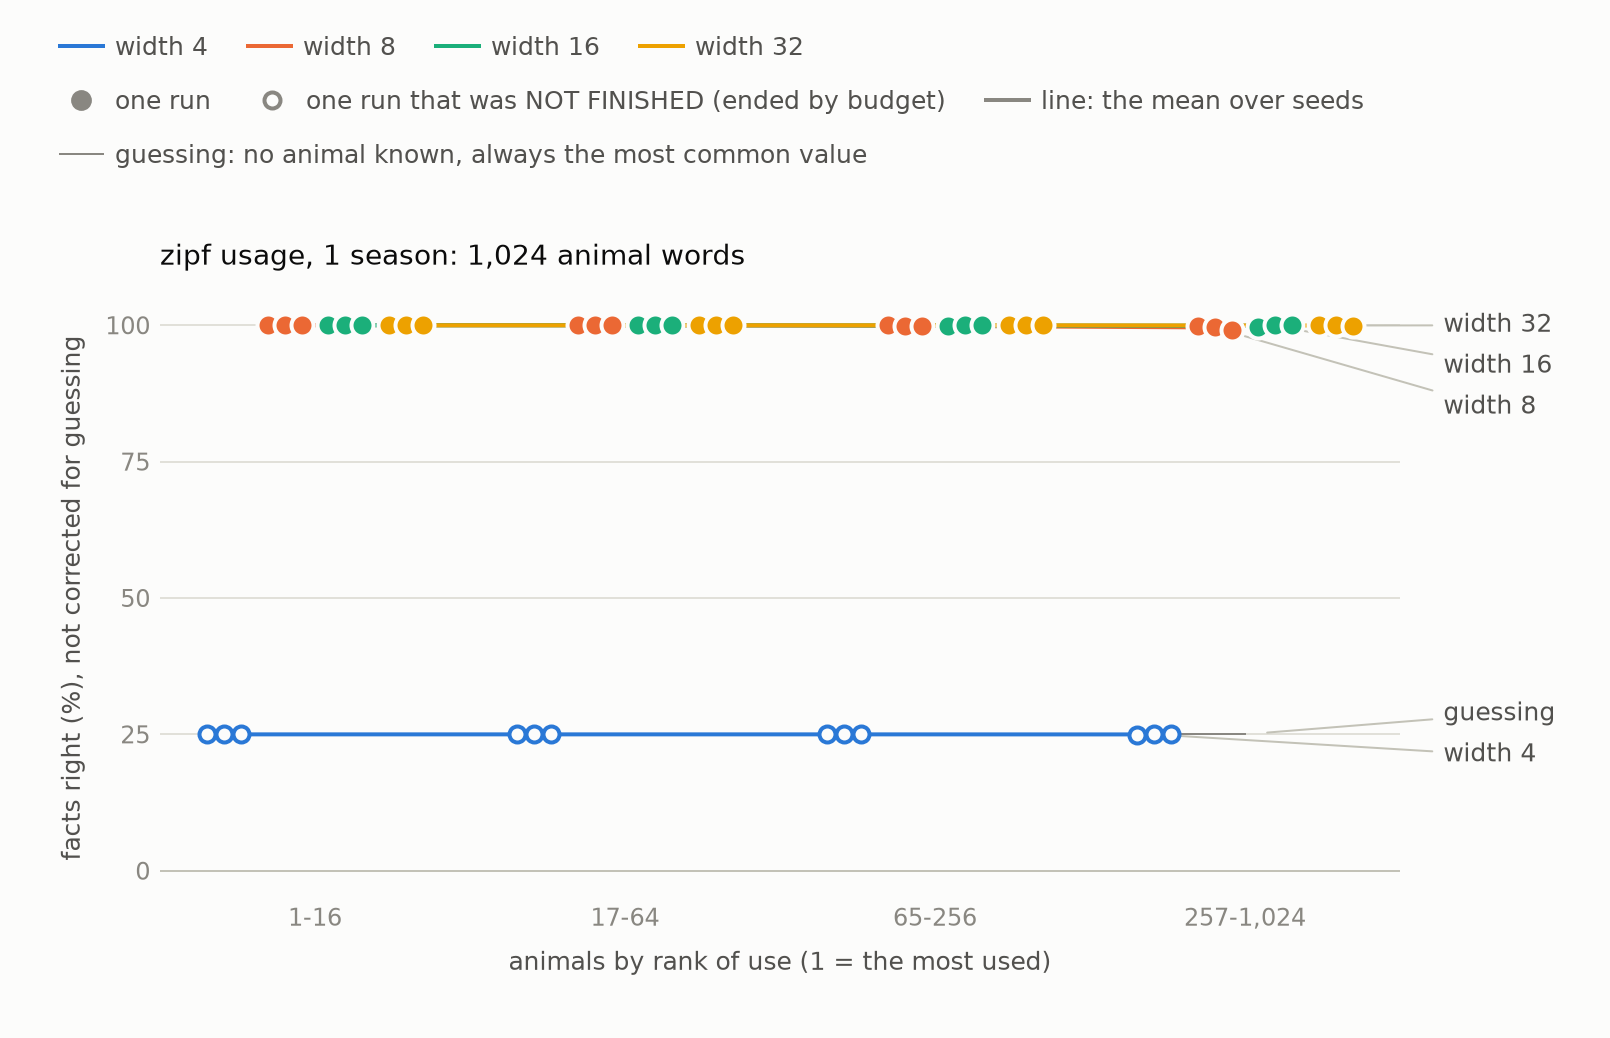 width 4 width 8 width 16 width 32
one run one run that was NOT FINISHED (ended by budget) line: the mean over seeds
guessing: no animal known, always the most common value
zipf usage, 1 season: 1,024 animal words
facts right (%), not corrected for guessing
100
75
50
25
0
width 32
width 16
width 8
guessing
width 4
1-16 17-64 65-256 257-1,024
animals by rank of use (1 = the most used)